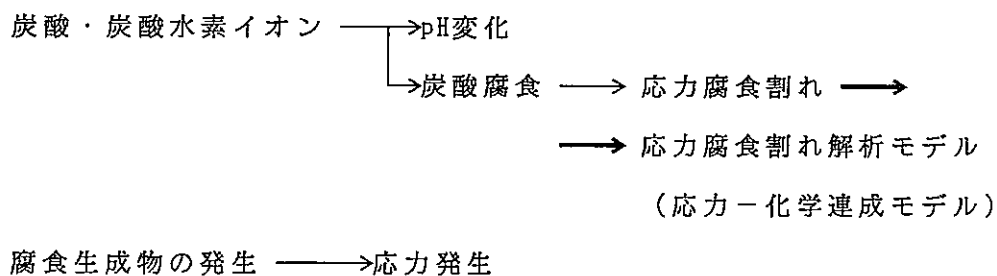 炭酸・炭酸水素イオン ─→pH変化
→炭酸腐食 ─→ 応力腐食割れ ─→
─→ 応力腐食割れ解析モデル
（応力－化学連成モデル）
腐食生成物の発生 ─→応力発生